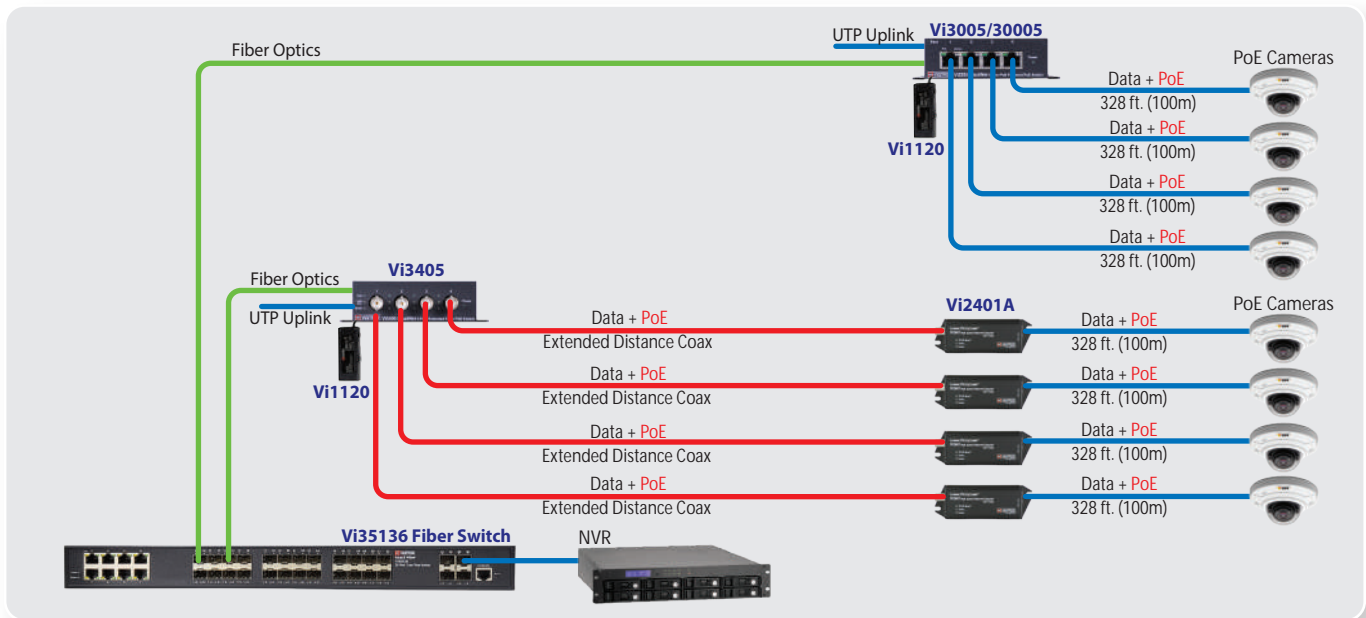 Fiber Optics
UTP Uplink
Vi3005/30005
PoE Cameras
Vi1120
Data + PoE
328 ft. (100m)
Data + PoE
328 ft. (100m)
Data + PoE
328 ft. (100m)
Data + PoE
328 ft. (100m)
Fiber Optics
UTP Uplink
Vi3405
Vi1120
Data + PoE
Extended Distance Coax
Data + PoE
Extended Distance Coax
Data + PoE
Extended Distance Coax
Data + PoE
Extended Distance Coax
Vi2401A
PoE Cameras
Data + PoE
328 ft. (100m)
Data + PoE
328 ft. (100m)
Data + PoE
328 ft. (100m)
Data + PoE
328 ft. (100m)
Vi35136 Fiber Switch
NVR